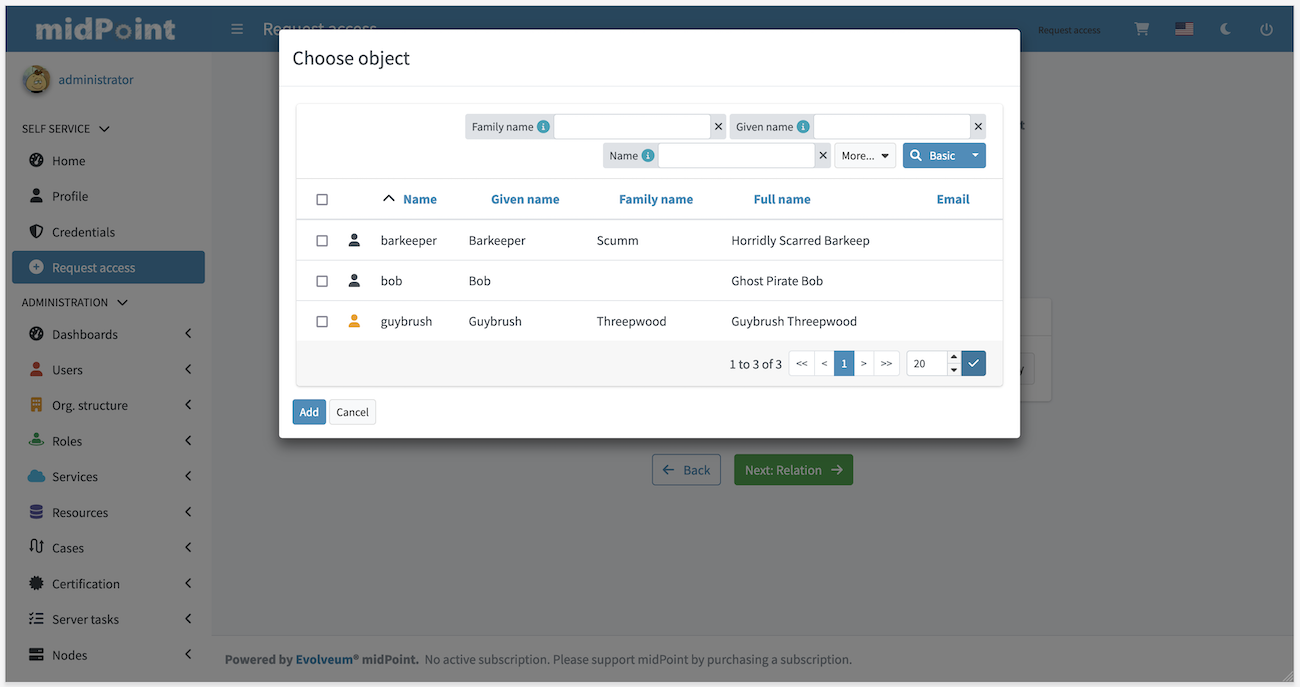 midPoint
Request access
Request access
administrator
SELF SERVICE
Home
Profile
Credentials
Request access
ADMINISTRATION
Dashboards
Users
Org. structure
Roles
Services
Resources
Cases
Certification
Server tasks
Nodes
Choose object
Family name
Given name
Name
More...
Basic
Name Given name Family name Full name Email
barkeeper Barkeeper Scumm Horridly Scarred Barkeep
bob Bob Ghost Pirate Bob
guybrush Guybrush Threepwood Guybrush Threepwood
1 to 3 of 3 << < 1 > >> 20
Add Cancel
Back Next: Relation
Powered by Evolveum® midPoint. No active subscription. Please support midPoint by purchasing a subscription.